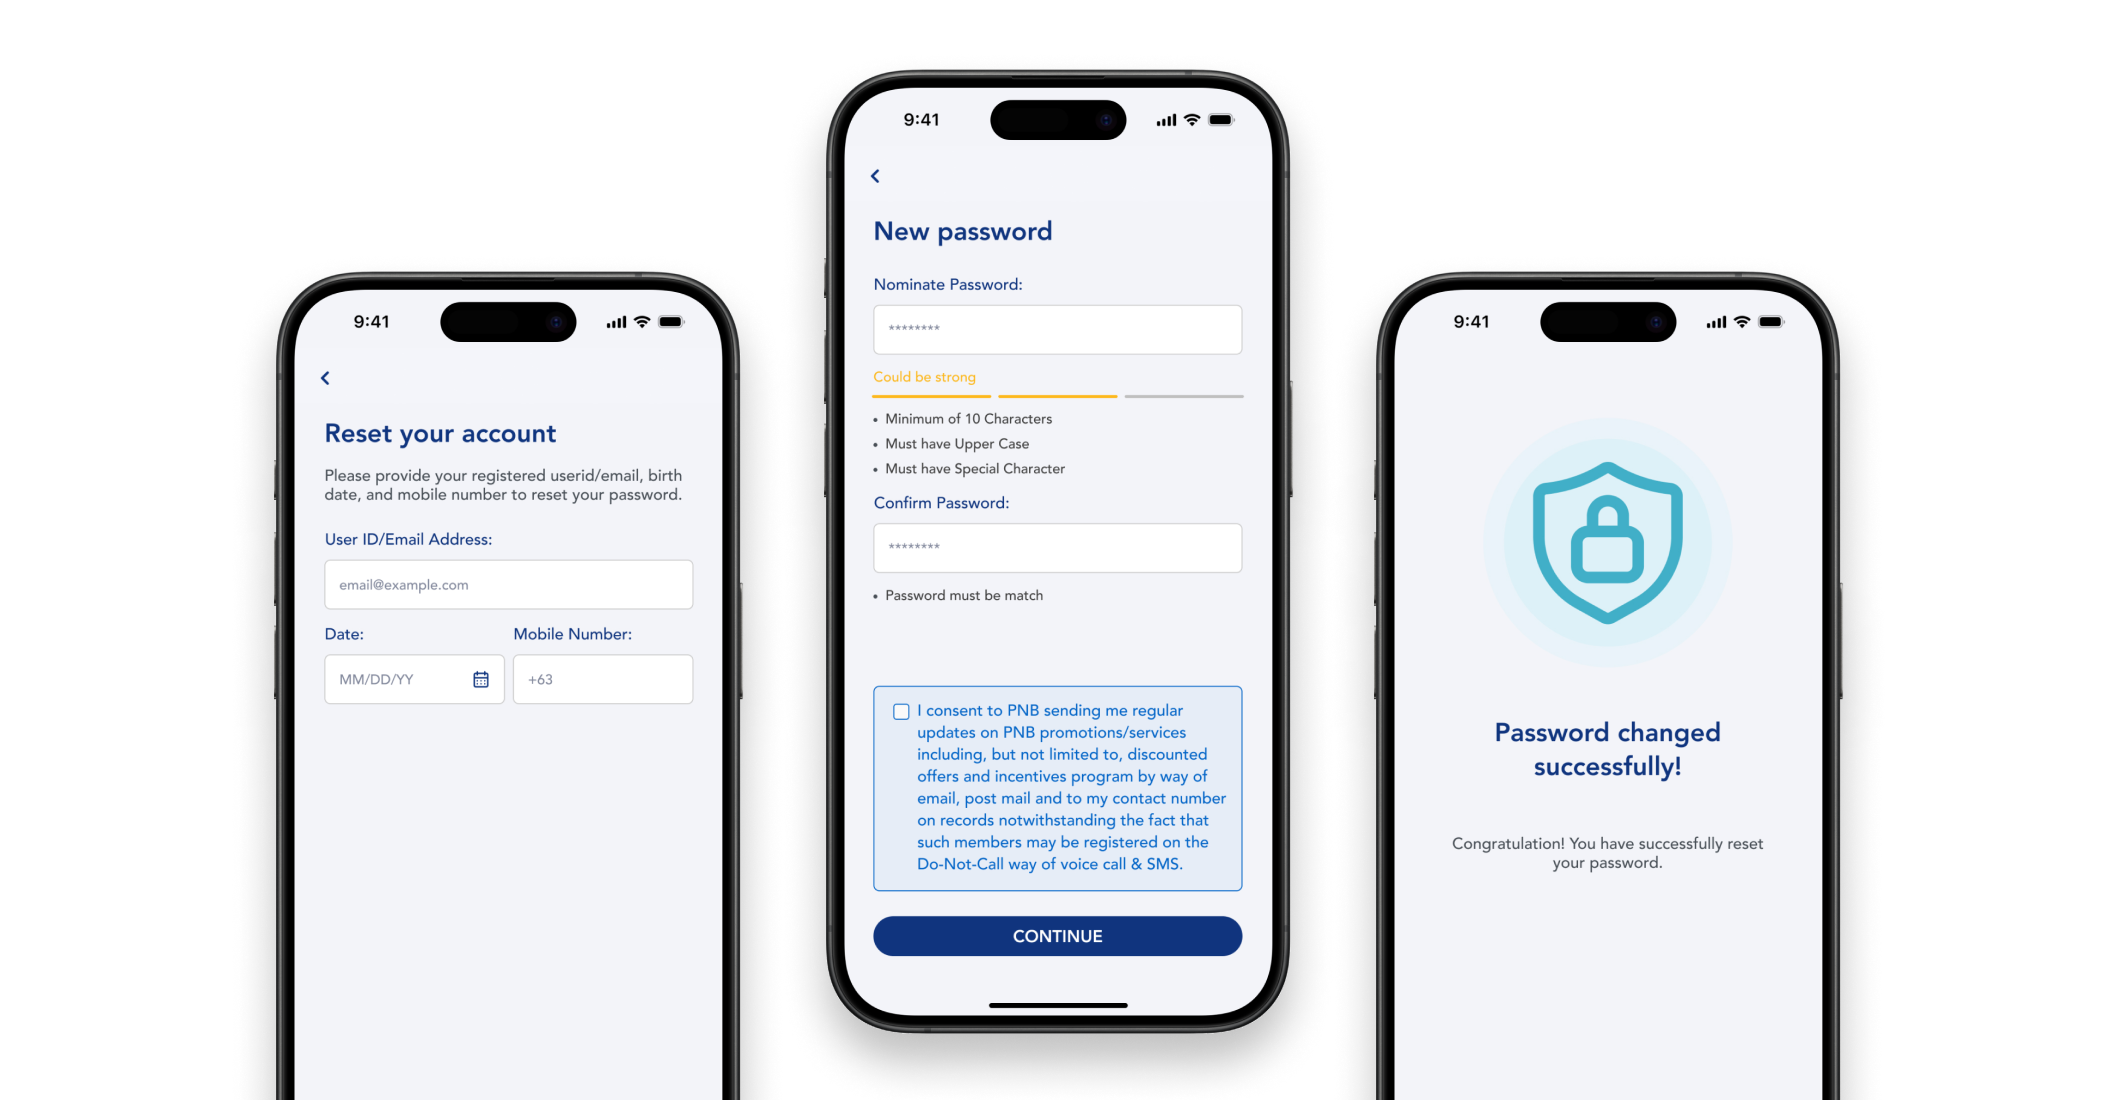 9:41
Reset your account
Please provide your registered userid/email, birth
date, and mobile number to reset your password.
User ID/Email Address:
email@example.com
Date:
Mobile Number:
MM/DD/YY
+63
9:41
New password
Nominate Password:
********
Could be strong
• Minimum of 10 Characters
• Must have Upper Case
• Must have Special Character
Confirm Password:
********
• Password must be match
I consent to PNB sending me regular
updates on PNB promotions/services
including, but not limited to, discounted
offers and incentives program by way of
email, post mail and to my contact number
on records notwithstanding the fact that
such members may be registered on the
Do-Not-Call way of voice call & SMS.
CONTINUE
9:41
Password changed
successfully!
Congratulation! You have successfully reset
your password.